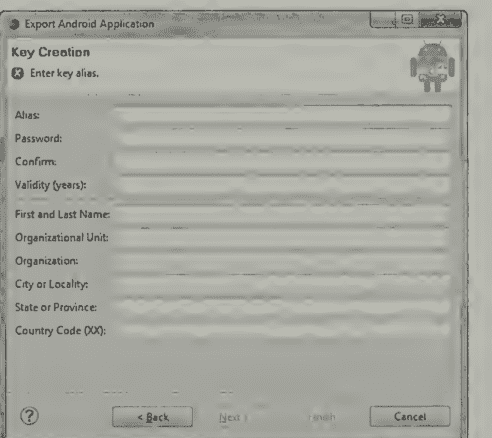 Export Android Application
Key Creation
Enter key alias.
Alias:
Password:
Confirm:
Validity (years):
First and Last Name:
Organizational Unit:
Organization:
City or Locality:
State or Province:
Country Code (XX):
? < Back Next > Finish Cancel